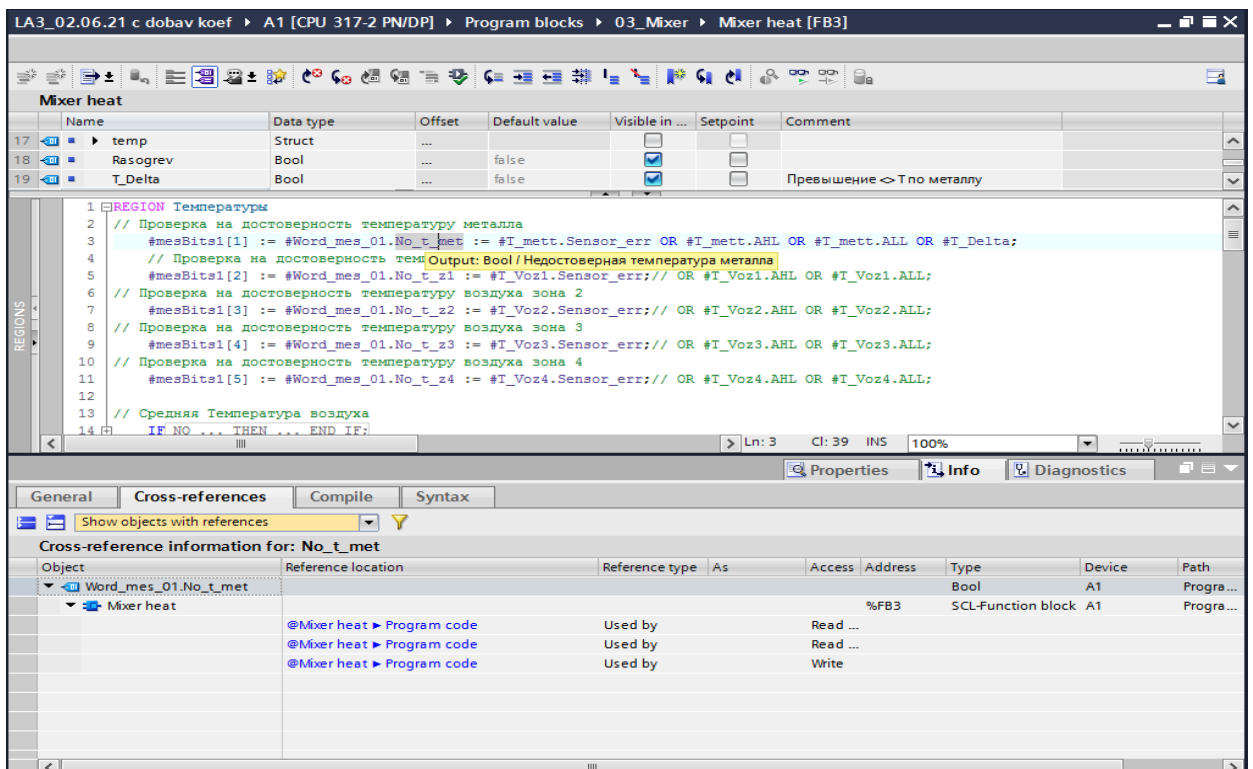 LA3_02.06.21 c dobav koef ▸ A1 [CPU 317-2 PN/DP] ▸ Program blocks ▸ 03_Mixer ▸ Mixer heat [FB3]
Mixer heat
Name Data type Offset Default value Visible in ... Setpoint Comment
17 temp Struct ...
18 Rasogrev Bool ... false
19 T_Delta Bool ... false Превышение <> T по металлу
1 REGION Температуры
2 // Проверка на достоверность температуру металла
3 #mesBits1[1] := #Word_mes_01.No_t_met := #T_mett.Sensor_err OR #T_mett.AHL OR #T_mett.ALL OR #T_Delta;
4 // Проверка на достоверность
Output: Bool / Недостоверная температура металла
5 #mesBits1[2] := #Word_mes_01.No_t_z1 := #T_Voz1.Sensor_err;// OR #T_Voz1.AHL OR #T_Voz1.ALL;
6 // Проверка на достоверность температуру воздуха зона 2
7 #mesBits1[3] := #Word_mes_01.No_t_z2 := #T_Voz2.Sensor_err;// OR #T_Voz2.AHL OR #T_Voz2.ALL;
8 // Проверка на достоверность температуру воздуха зона 3
9 #mesBits1[4] := #Word_mes_01.No_t_z3 := #T_Voz3.Sensor_err;// OR #T_Voz3.AHL OR #T_Voz3.ALL;
10 // Проверка на достоверность температуру воздуха зона 4
11 #mesBits1[5] := #Word_mes_01.No_t_z4 := #T_Voz4.Sensor_err;// OR #T_Voz4.AHL OR #T_Voz4.ALL;
12
13 // Средняя Температура воздуха
14 IF NO ... THEN ... END_IF;
REGIONS
Ln: 3 Cl: 39 INS 100%
Properties Info Diagnostics
General Cross-references Compile Syntax
Show objects with references
Cross-reference information for: No_t_met
Object Reference location Reference type As Access Address Type Device Path
Word_mes_01.No_t_met Bool A1 Progra...
Mixer heat %FB3 SCL-Function block A1 Progra...
@Mixer heat ▸ Program code Used by Read ...
@Mixer heat ▸ Program code Used by Read ...
@Mixer heat ▸ Program code Used by Write